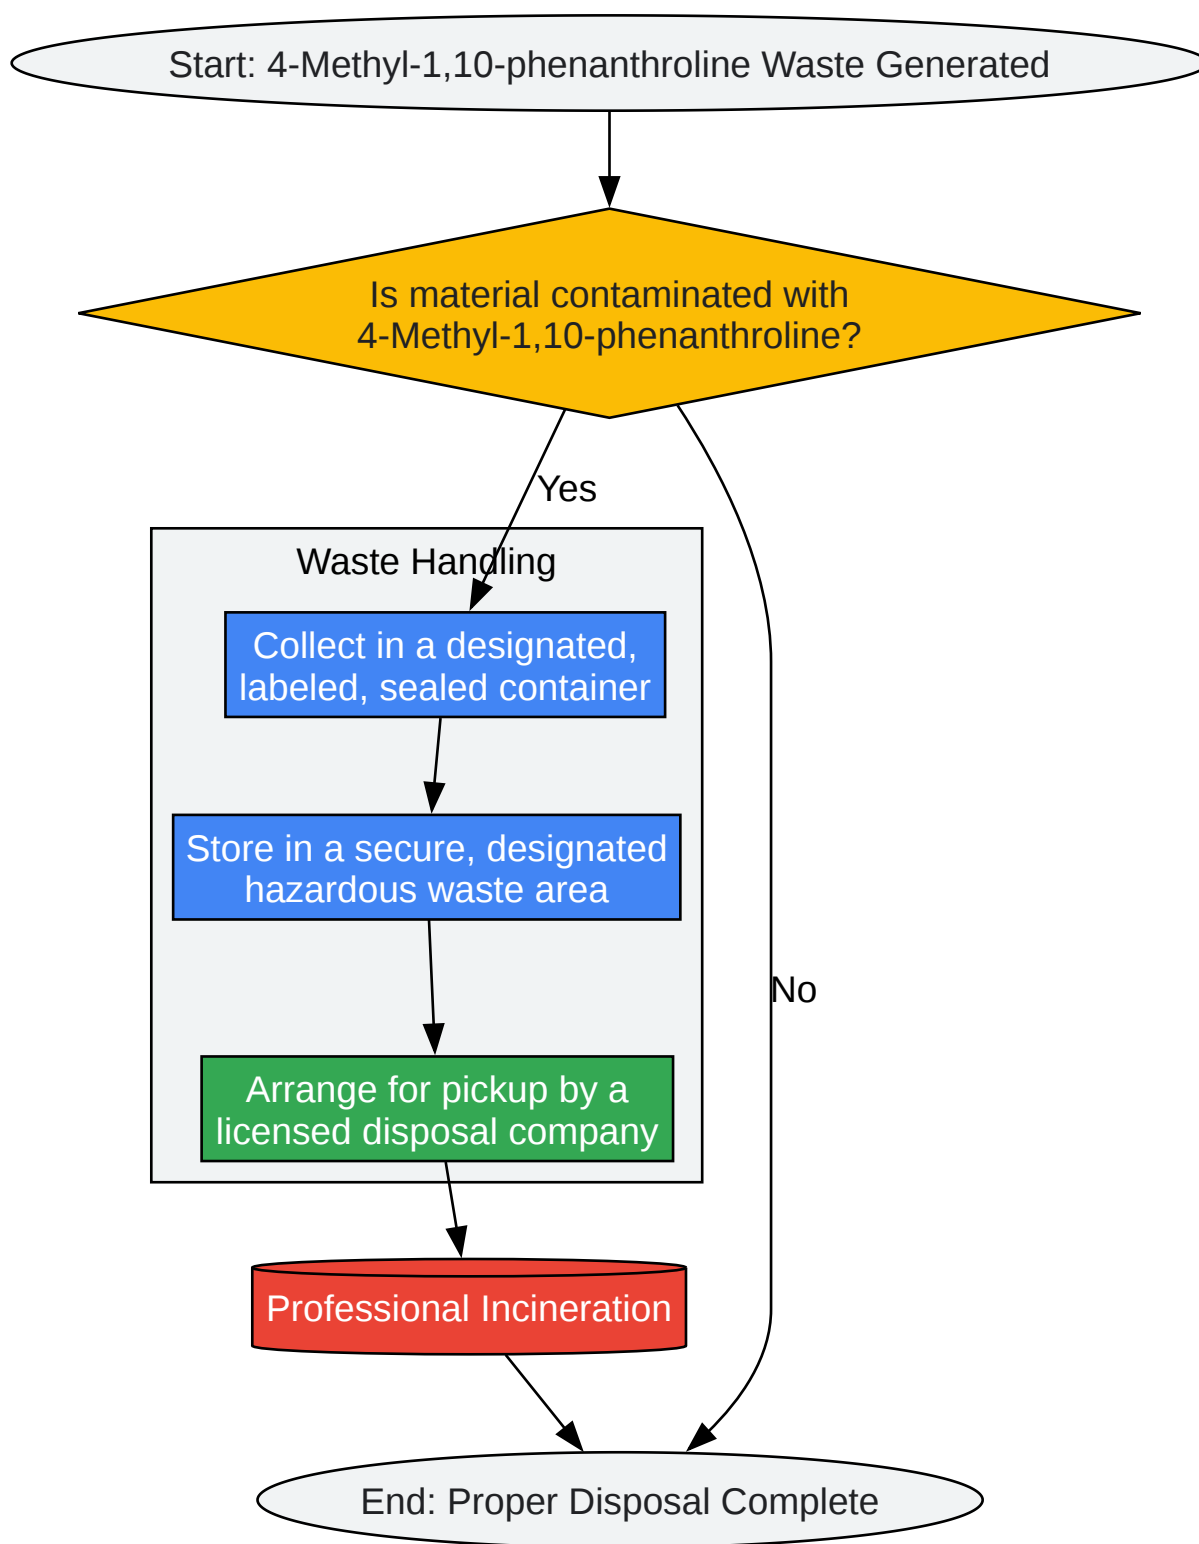 Start: 4-Methyl-1,10-phenanthroline Waste Generated
Is material contaminated with
4-Methyl-1,10-phenanthroline?
Yes
Waste Handling
Collect in a designated,
labeled, sealed container
Store in a secure, designated
hazardous waste area
No
Arrange for pickup by a
licensed disposal company
Professional Incineration
End: Proper Disposal Complete